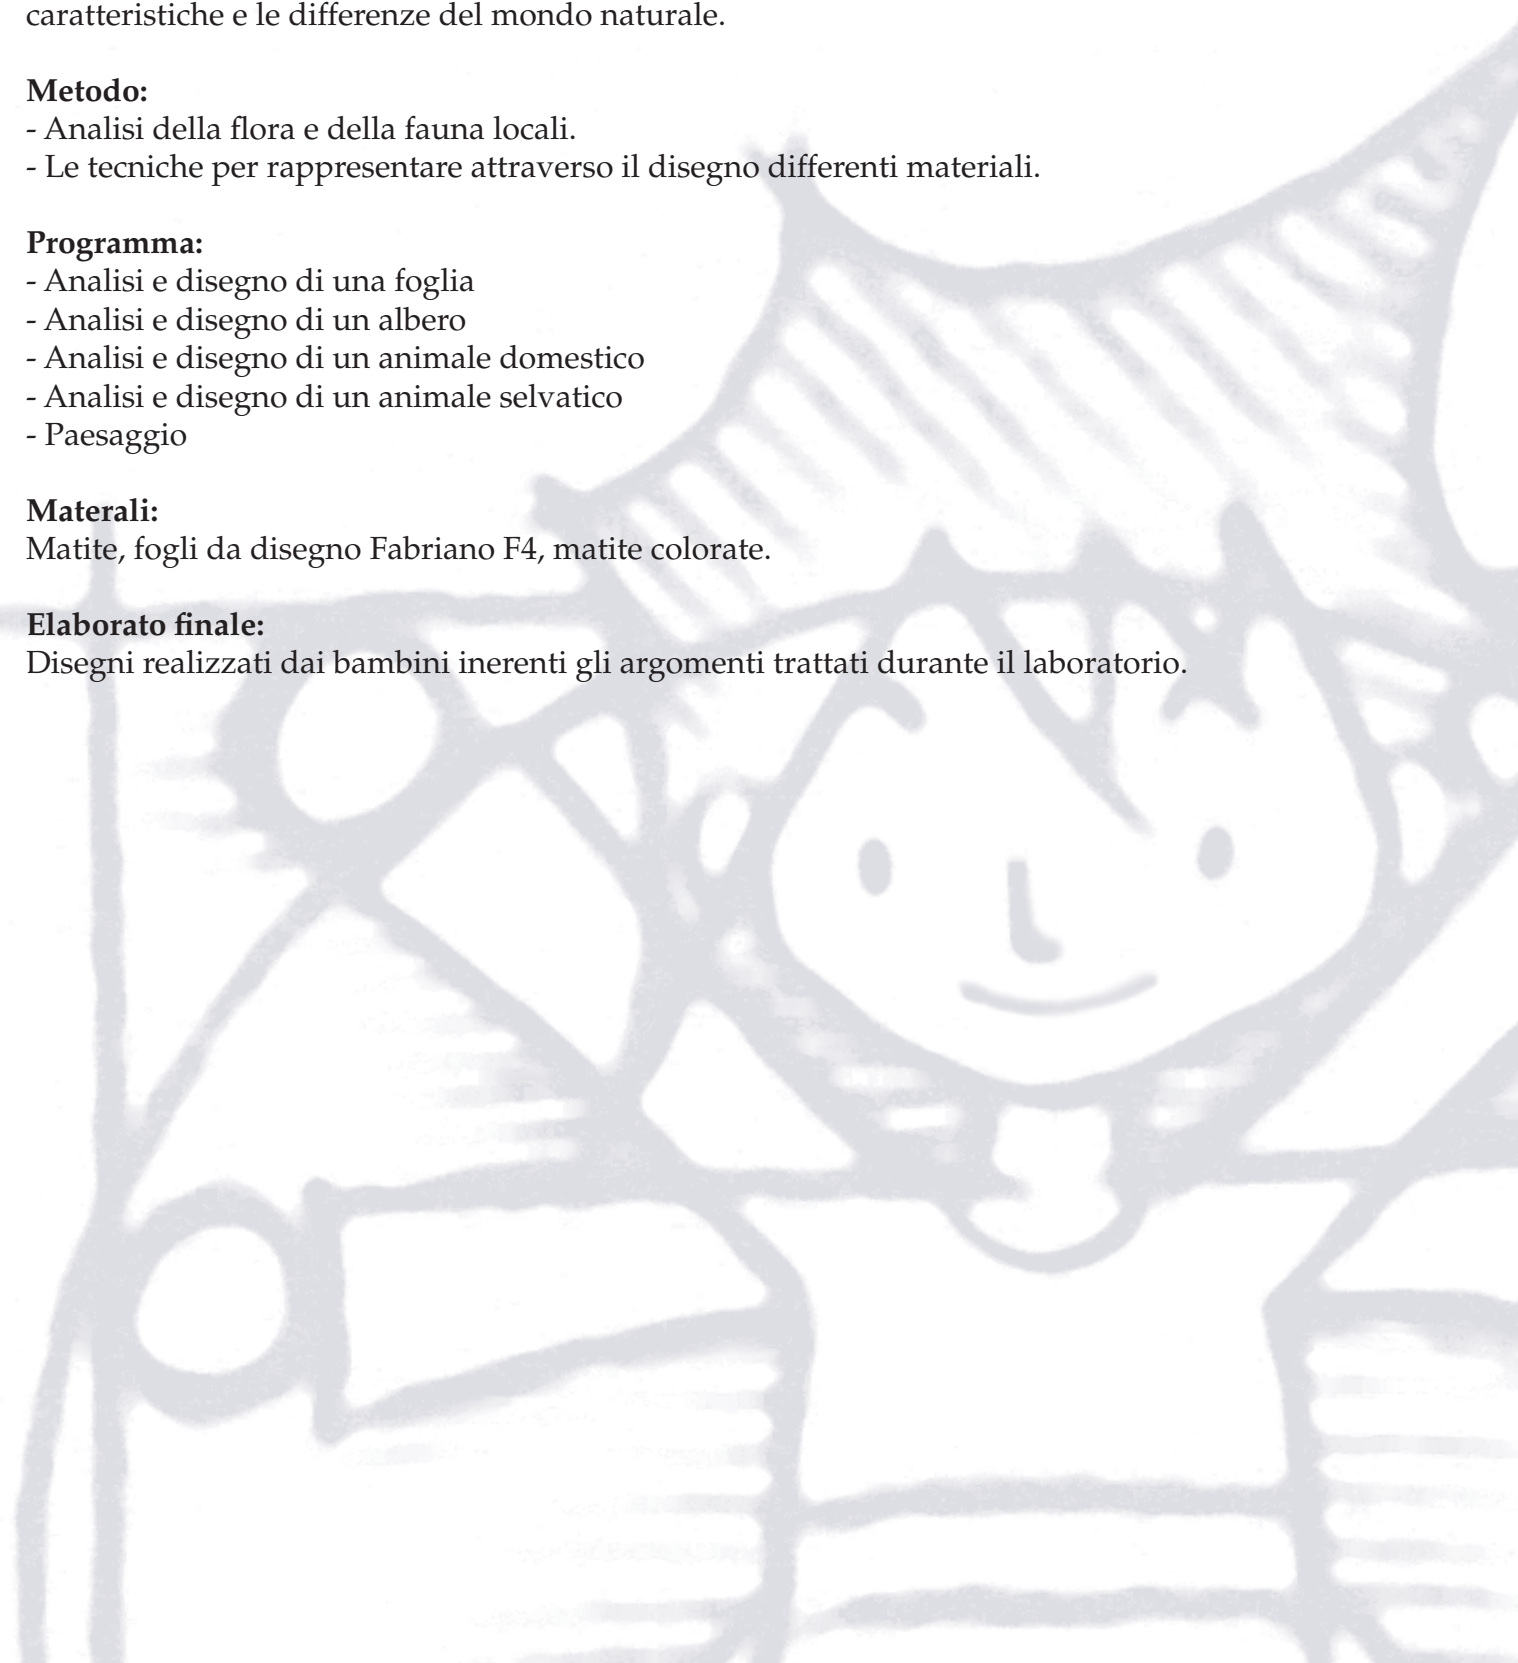 caratteristiche e le differenze del mondo naturale.
Metodo:
- Analisi della flora e della fauna locali.
- Le tecniche per rappresentare attraverso il disegno differenti materiali.
Programma:
- Analisi e disegno di una foglia
- Analisi e disegno di un albero
- Analisi e disegno di un animale domestico
- Analisi e disegno di un animale selvatico
- Paesaggio
Materali:
Matite, fogli da disegno Fabriano F4, matite colorate.
Elaborato finale:
Disegni realizzati dai bambini inerenti gli argomenti trattati durante il laboratorio.